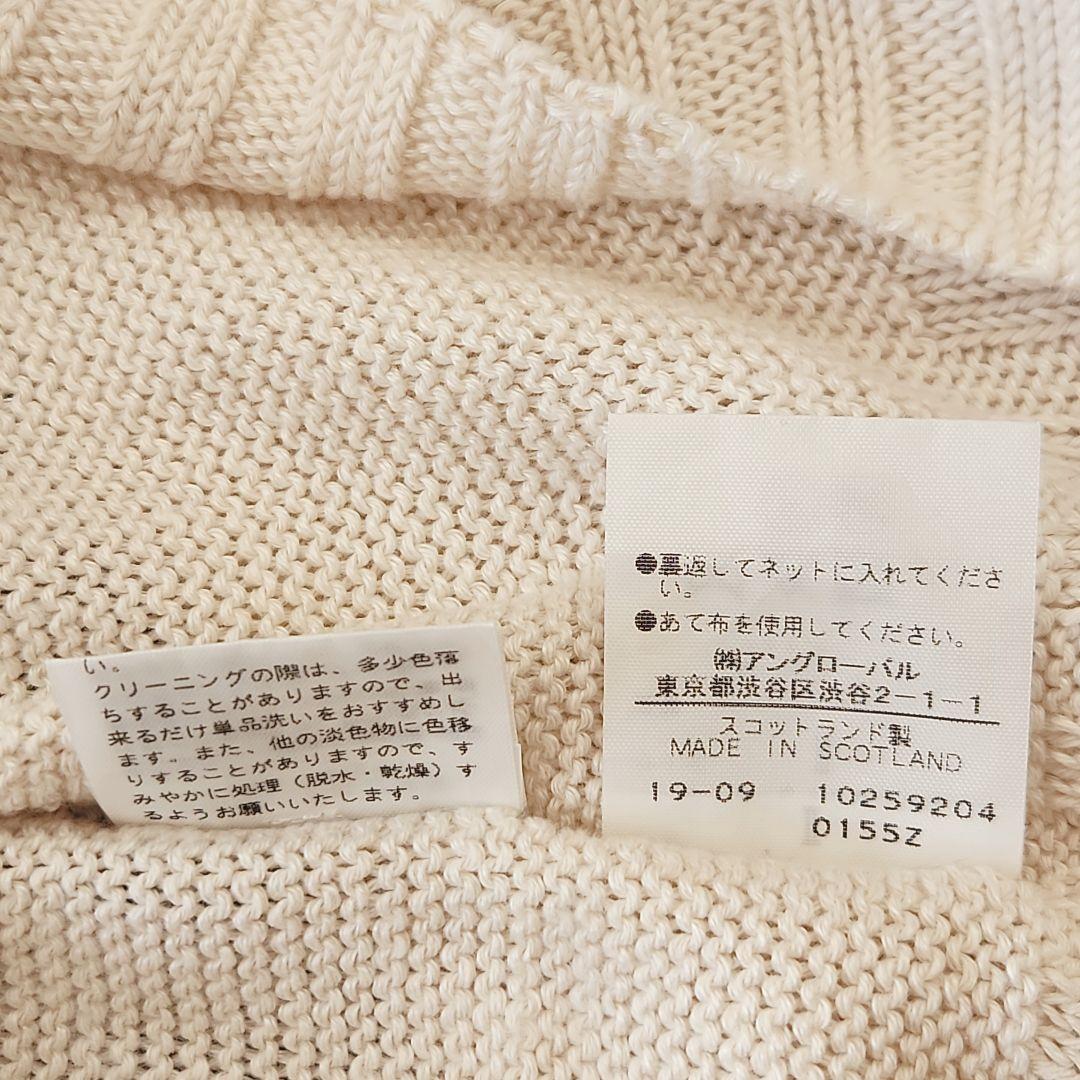 い。
クリーニングの際は、多少色落
ちすることがありますので、出
来るだけ単品洗いをおすすめし
ます。また、他の淡色物に色移
りすることがありますので、す
みやかに処理（脱水・乾燥）す
るようお願いいたします。
●裏返してネットに入れてくださ
い。
●あて布を使用してください。
㈱アングローバル
東京都渋谷区渋谷2-1-1
スコットランド製
MADE IN SCOTLAND
19-09 10259204
0155Z